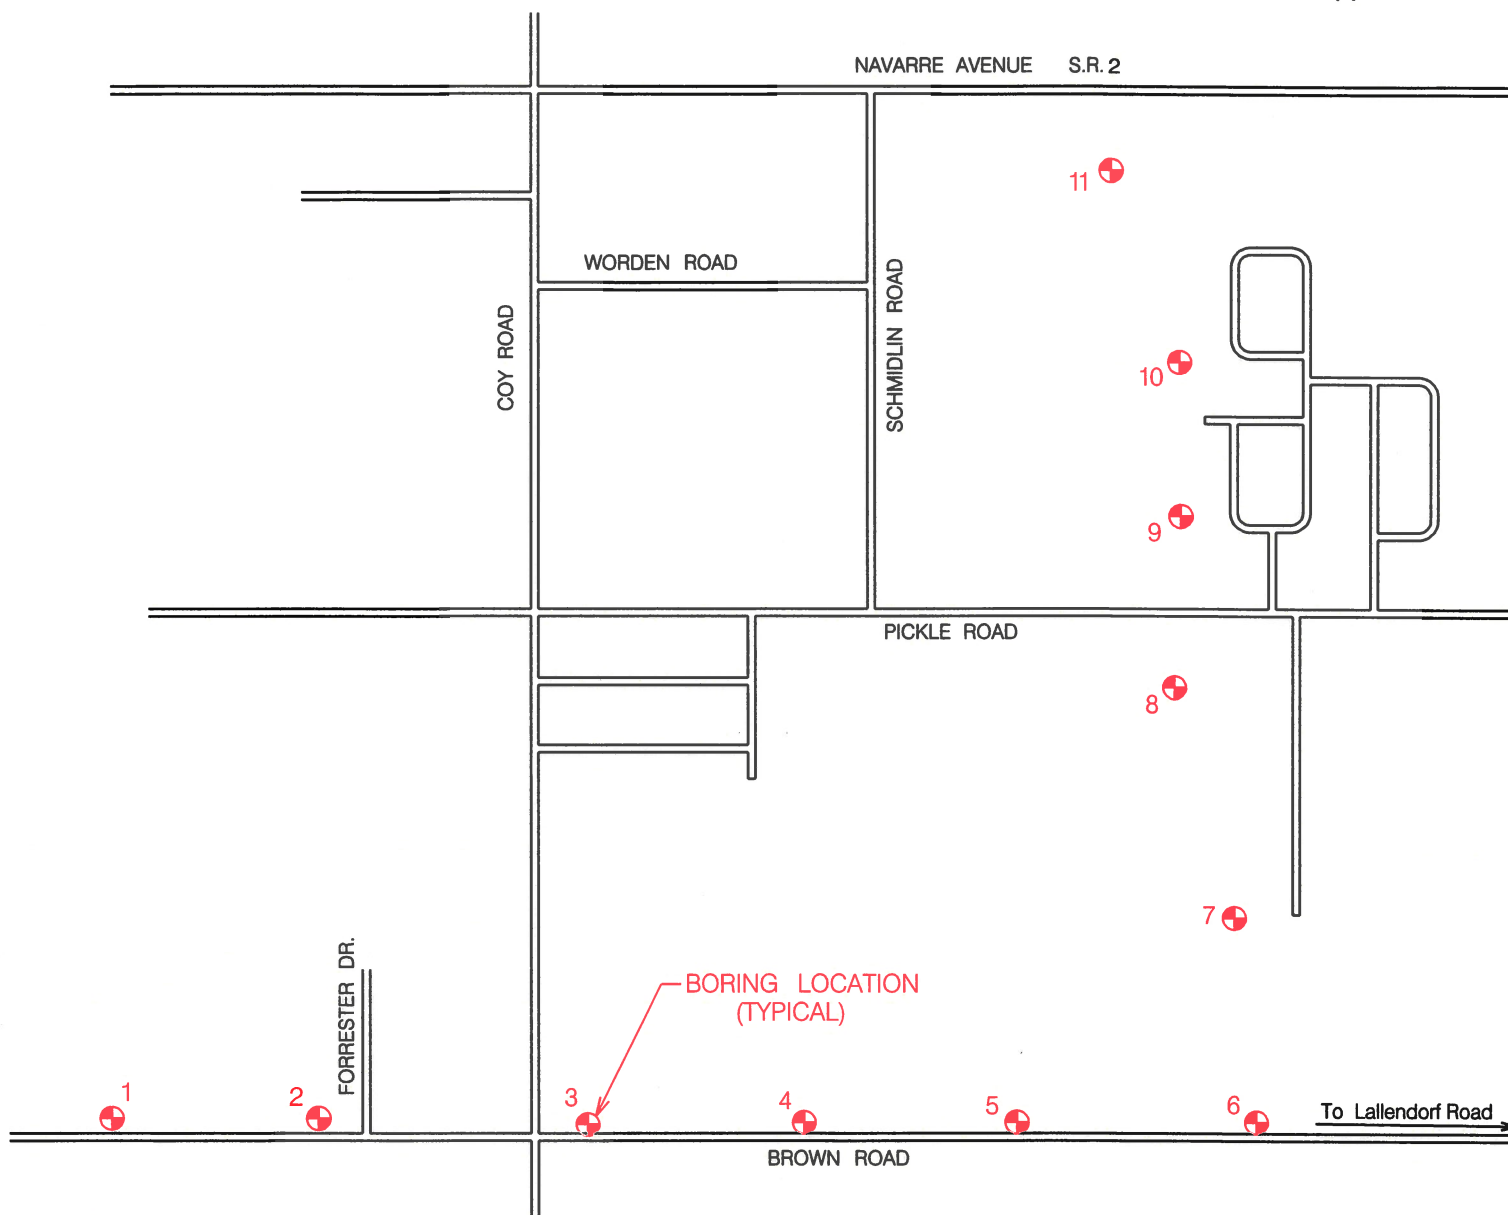 NAVARRE AVENUE S.R. 2
11
WORDEN ROAD
COY ROAD
SCHMIDLIN ROAD
10
9
PICKLE ROAD
8
7
FORRESTER DR.
BORING LOCATION
(TYPICAL)
1
2
3
4
5
6
To Lallendorf Road
BROWN ROAD